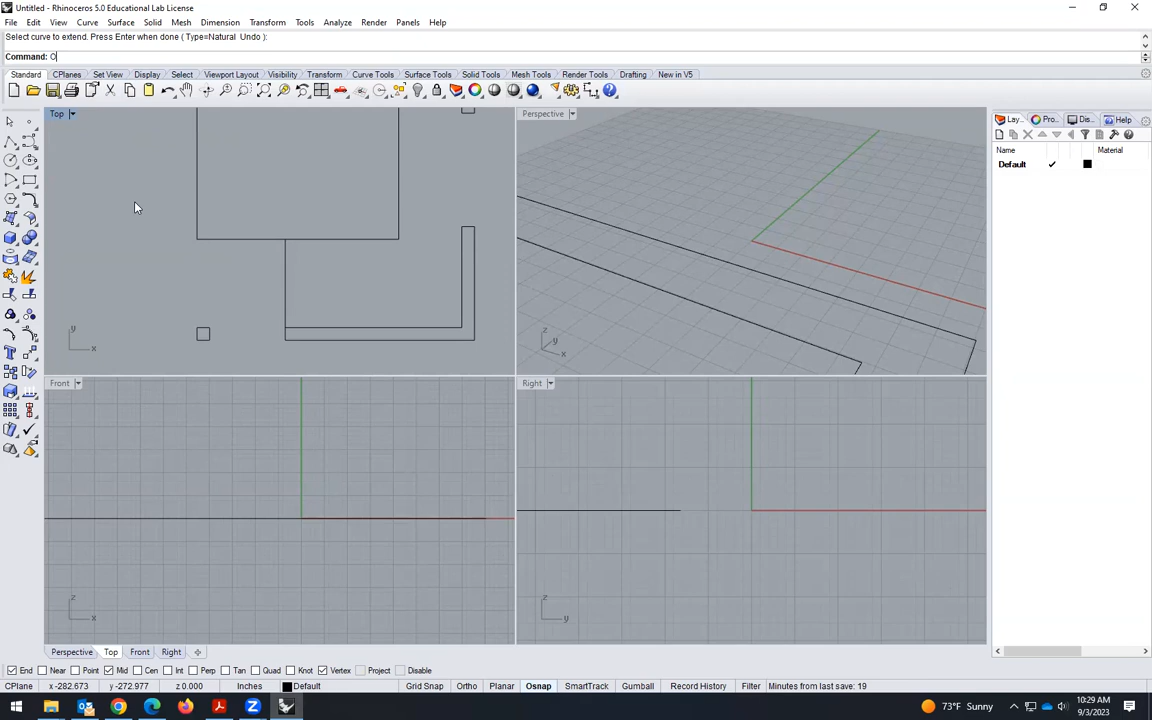 Untitled - Rhinoceros 5.0 Educational Lab License
File Edit View Curve Surface Solid Mesh Dimension Transform Tools Analyze Render Panels Help
Select curve to extend. Press Enter when done ( Type=Natural Undo ):
Command: O
Standard CPlanes Set View Display Select Viewport Layout Visibility Transform Curve Tools Surface Tools Solid Tools Mesh Tools Render Tools Drafting New in V5
Top
Perspective
Lay... Pro... Dis... Help
Name Material
Default
y
x
z
y
x
Front
Right
z
x
z
y
Perspective Top Front Right
End Near Point Mid Cen Int Perp Tan Quad Knot Vertex Project Disable
CPlane x -282.673 y -272.977 z 0.000 Inches Default Grid Snap Ortho Planar Osnap SmartTrack Gumball Record History Filter Minutes from last save: 19
73°F Sunny
10:29 AM
9/3/2023